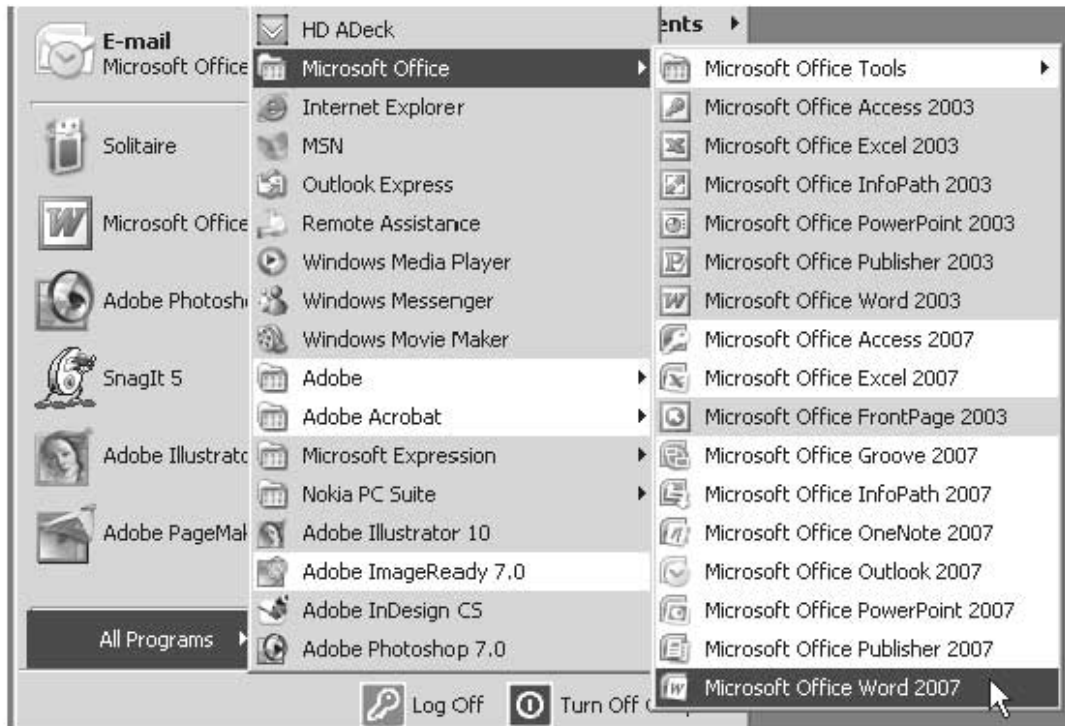 E-mail
Microsoft Office
Solitaire
Microsoft Office
Adobe Photosh
SnagIt 5
Adobe Illustrato
Adobe PageMak
All Programs
HD ADeck
Microsoft Office
Internet Explorer
MSN
Outlook Express
Remote Assistance
Windows Media Player
Windows Messenger
Windows Movie Maker
Adobe
Adobe Acrobat
Microsoft Expression
Nokia PC Suite
Adobe Illustrator 10
Adobe ImageReady 7.0
Adobe InDesign CS
Adobe Photoshop 7.0
ents
Microsoft Office Tools
Microsoft Office Access 2003
Microsoft Office Excel 2003
Microsoft Office InfoPath 2003
Microsoft Office PowerPoint 2003
Microsoft Office Publisher 2003
Microsoft Office Word 2003
Microsoft Office Access 2007
Microsoft Office Excel 2007
Microsoft Office FrontPage 2003
Microsoft Office Groove 2007
Microsoft Office InfoPath 2007
Microsoft Office OneNote 2007
Microsoft Office Outlook 2007
Microsoft Office PowerPoint 2007
Microsoft Office Publisher 2007
Microsoft Office Word 2007
Log Off
Turn Off